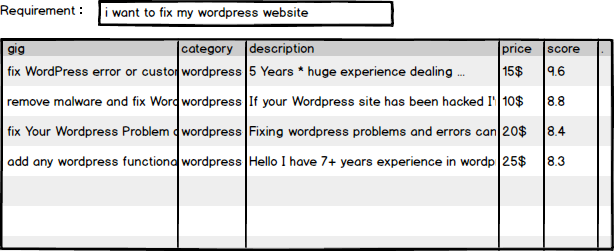 Requirement :
i want to fix my wordpress website
gig category description price score .
fix WordPress error or custo wordpress 5 Years * huge experience dealing ... 15$ 9.6
remove malware and fix Word wordpress If your Wordpress site has been hacked I' 10$ 8.8
fix Your Wordpress Problem wordpress Fixing wordpress problems and errors can 20$ 8.4
add any wordpress functiona wordpress Hello I have 7+ years experience in wordp 25$ 8.3